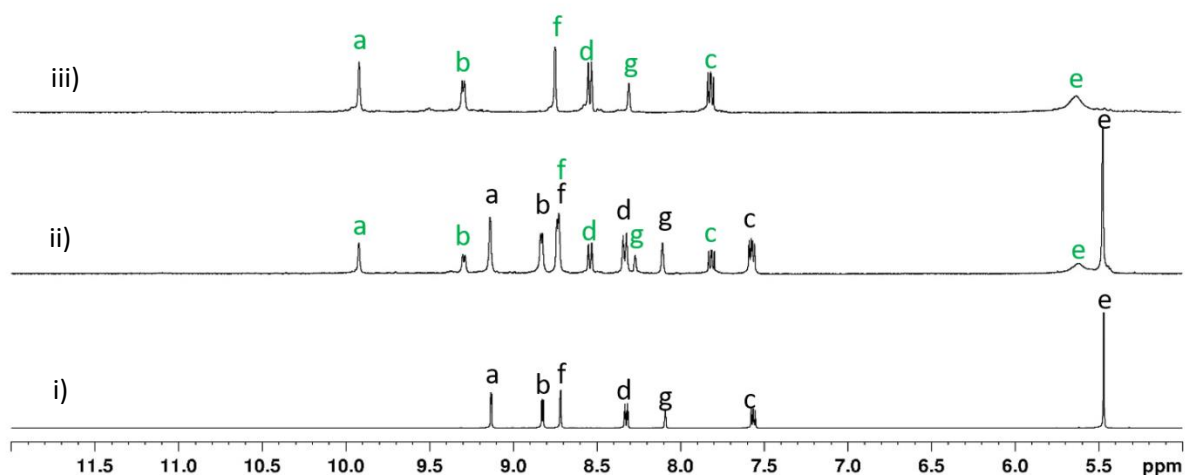 iii) a b f d g c e
e
f
ii) a b a b f d d g g c c e
i) a b f d g c e
11.5 11.0 10.5 10.0 9.5 9.0 8.5 8.0 7.5 7.0 6.5 6.0 5.5 ppm